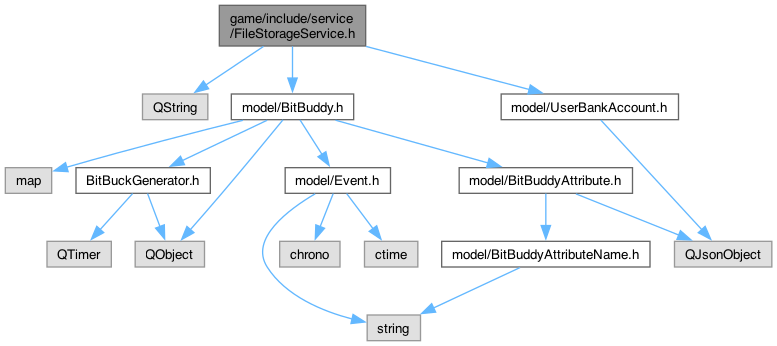 game/include/service
/FileStorageService.h
QString
model/BitBuddy.h
model/UserBankAccount.h
map
BitBuckGenerator.h
model/Event.h
model/BitBuddyAttribute.h
QTimer
QObject
chrono
ctime
model/BitBuddyAttributeName.h
QJsonObject
string